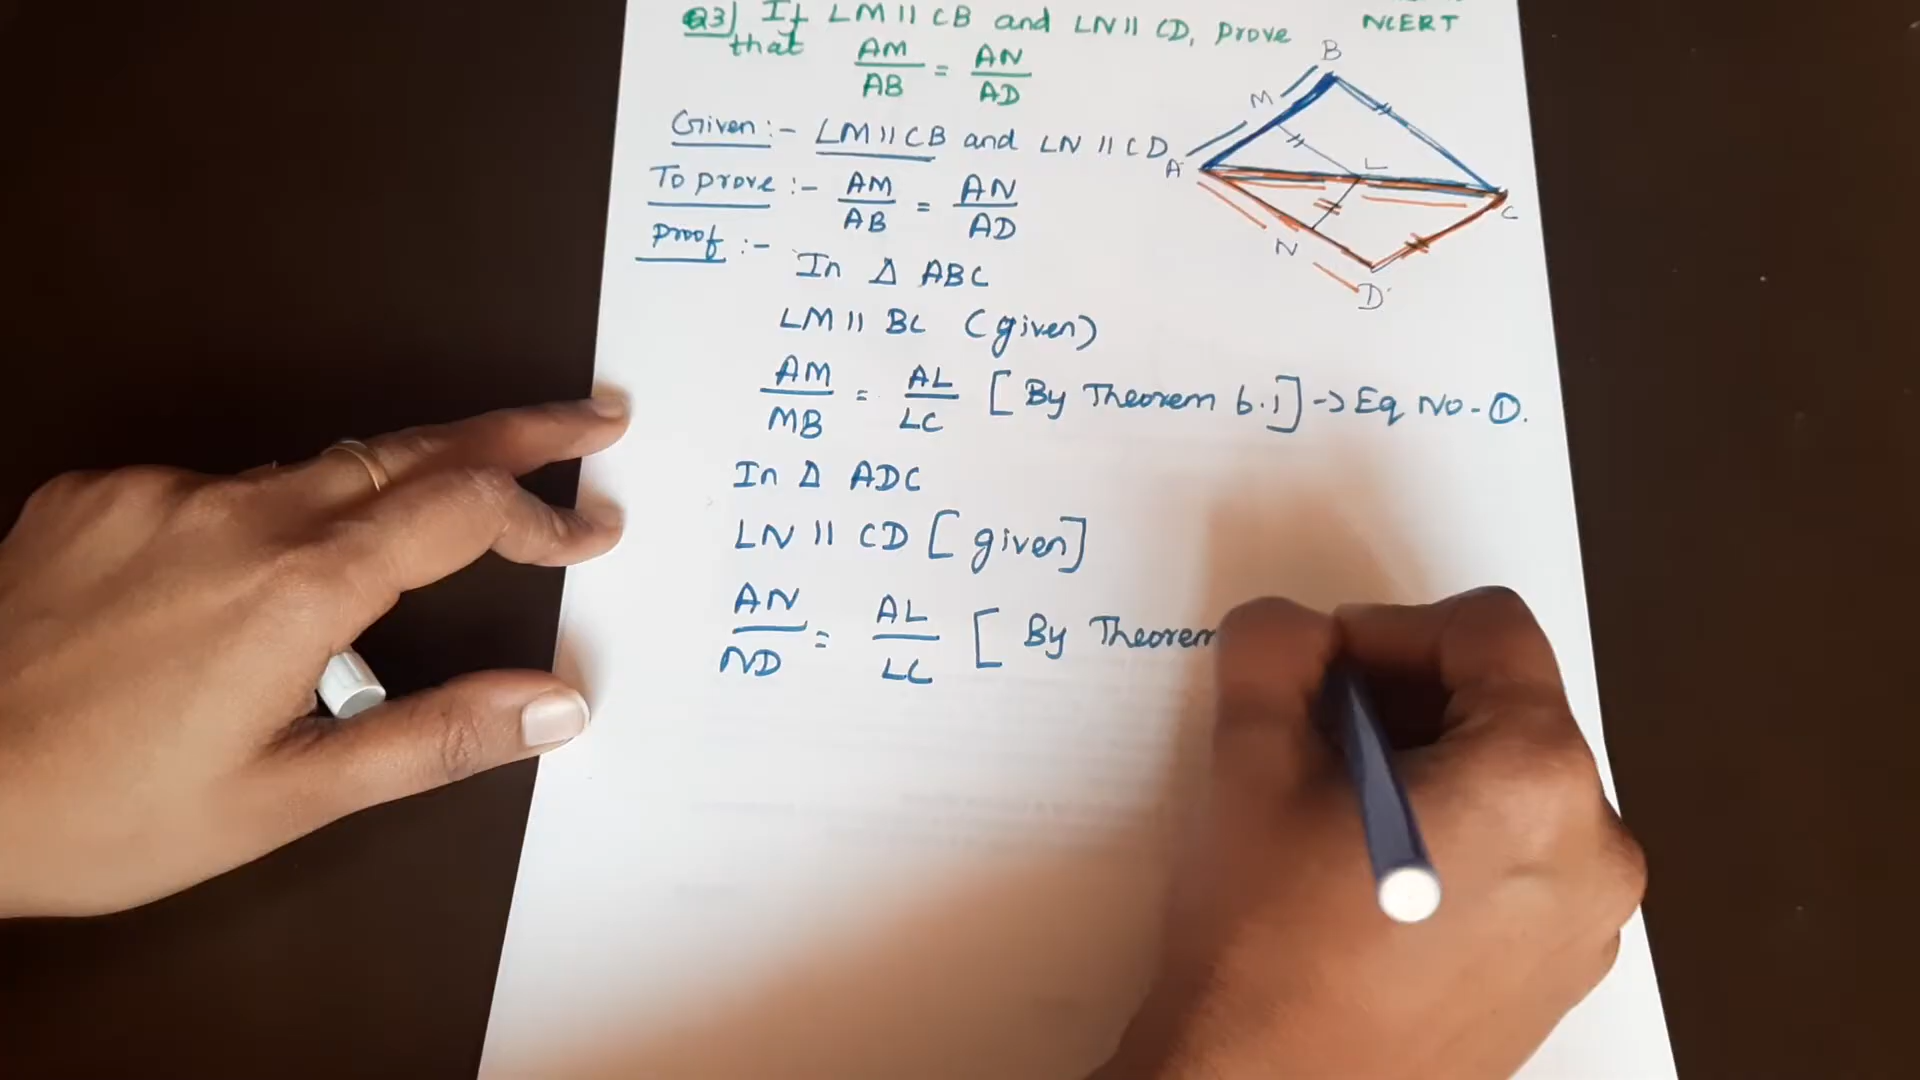 Q3) If LM || CB and LN || CD, prove
that AM/AB = AN/AD
NCERT
B
M
A
L
C
N
D
Given :- LM || CB and LN || CD
To prove :- AM/AB = AN/AD
Proof :-
In Δ ABC
LM || BC (given)
AM/MB = AL/LC [By Theorem 6.1] → Eq No - ①.
In Δ ADC
LN || CD [given]
AN/ND = AL/LC [By Theorem